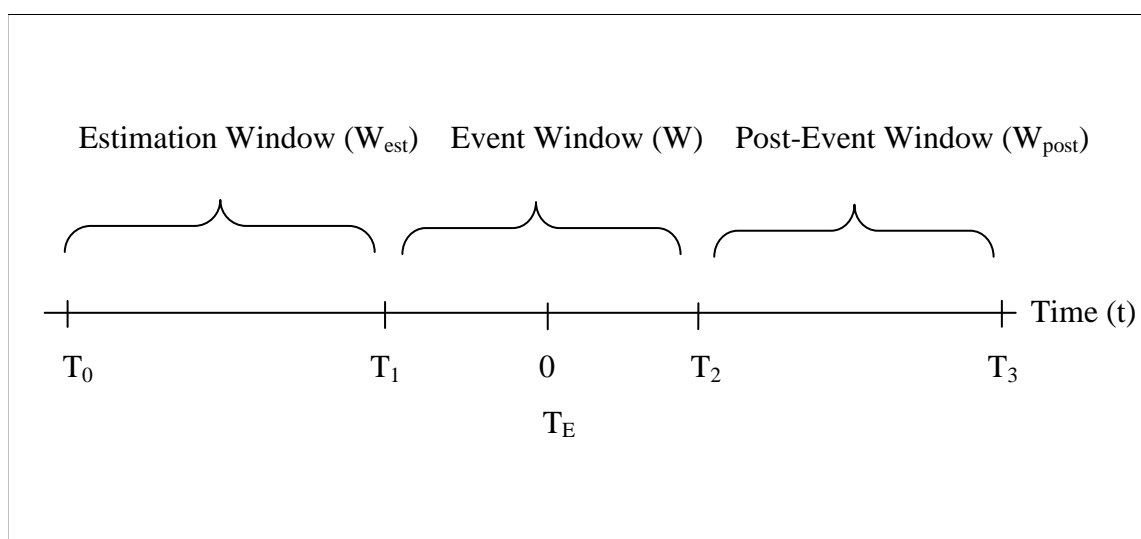 Estimation Window (W_est) Event Window (W) Post-Event Window (W_post)
Time (t)
T_0 T_1 0 T_2 T_3
T_E